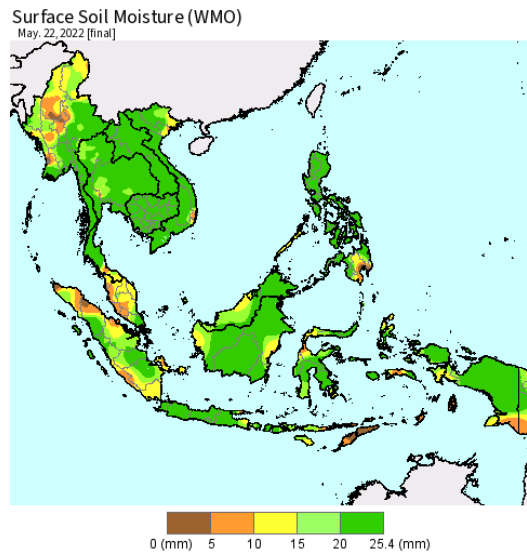 Surface Soil Moisture (WMO)
May. 22, 2022 [final]
0 (mm) 5 10 15 20 25.4 (mm)